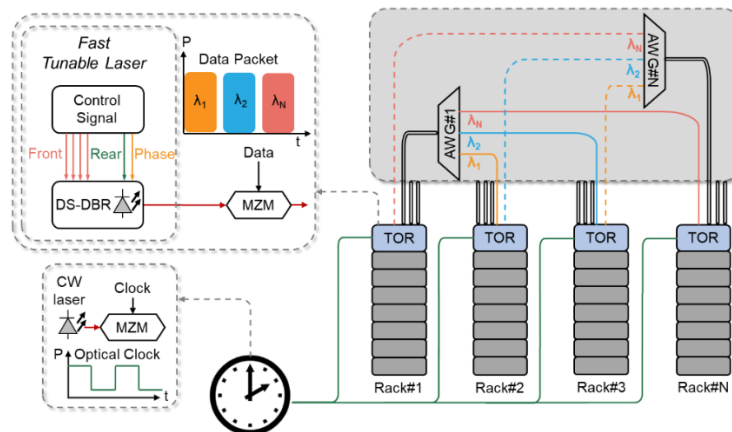 Fast
Tunable Laser
Control
Signal
Front
Rear
Phase
DS-DBR
P
Data Packet
λ1
λ2
λN
t
Data
MZM
CW
laser
Clock
MZM
P
Optical Clock
t
AWG#1
λN
λ2
λ1
AWG#N
λN
λ2
λ1
TOR
TOR
TOR
TOR
Rack#1
Rack#2
Rack#3
Rack#N